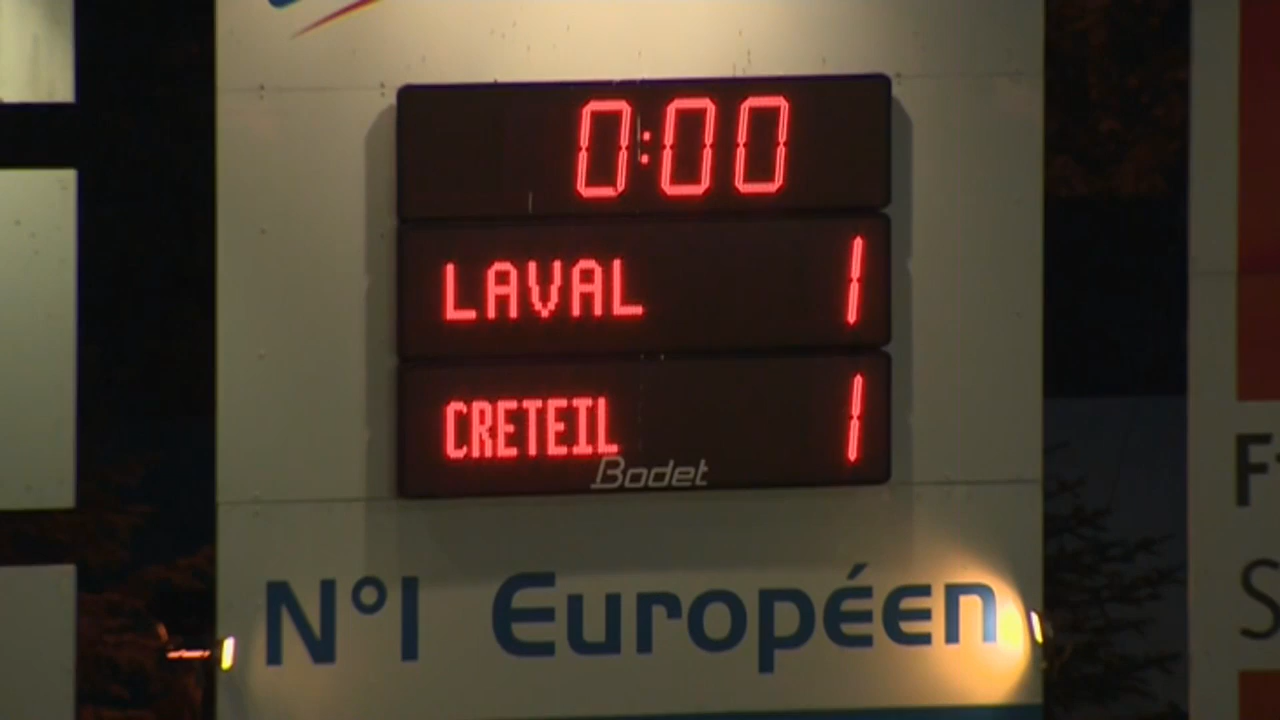 0:00
LAVAL 1
CRETEIL 1
Bodet
N°1 Européen